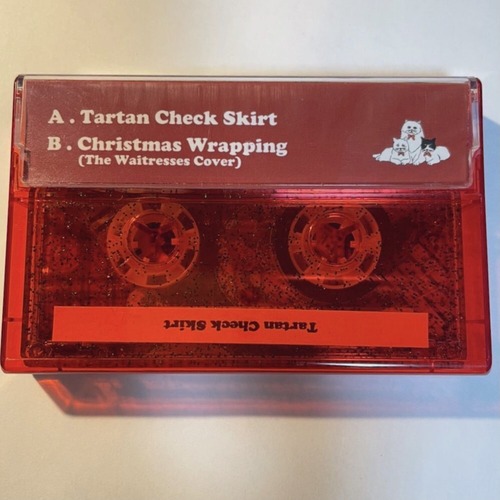 A. Tartan Check Skirt
B. Christmas Wrapping
(The Waitresses Cover)
Tartan Check Skirt